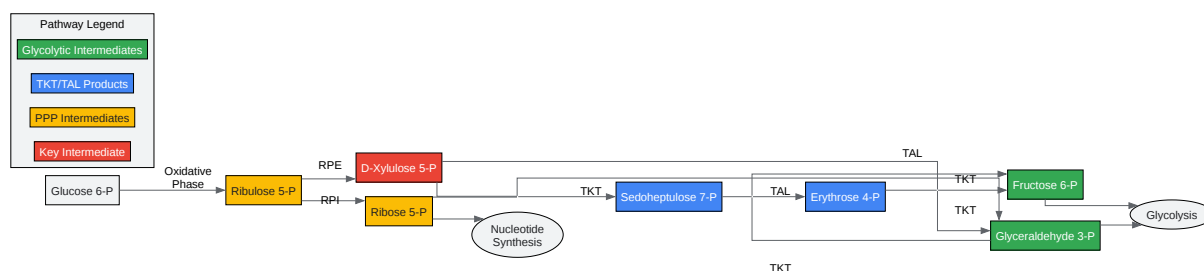 Pathway Legend
Glycolytic Intermediates
TKT/TAL Products
PPP Intermediates
Key Intermediate
Glucose 6-P
Oxidative
Phase
Ribulose 5-P
RPE
RPI
D-Xylulose 5-P
Ribose 5-P
Nucleotide
Synthesis
TKT
Sedoheptulose 7-P
TAL
Erythrose 4-P
TAL
TKT
TKT
TKT
Fructose 6-P
Glyceraldehyde 3-P
Glycolysis